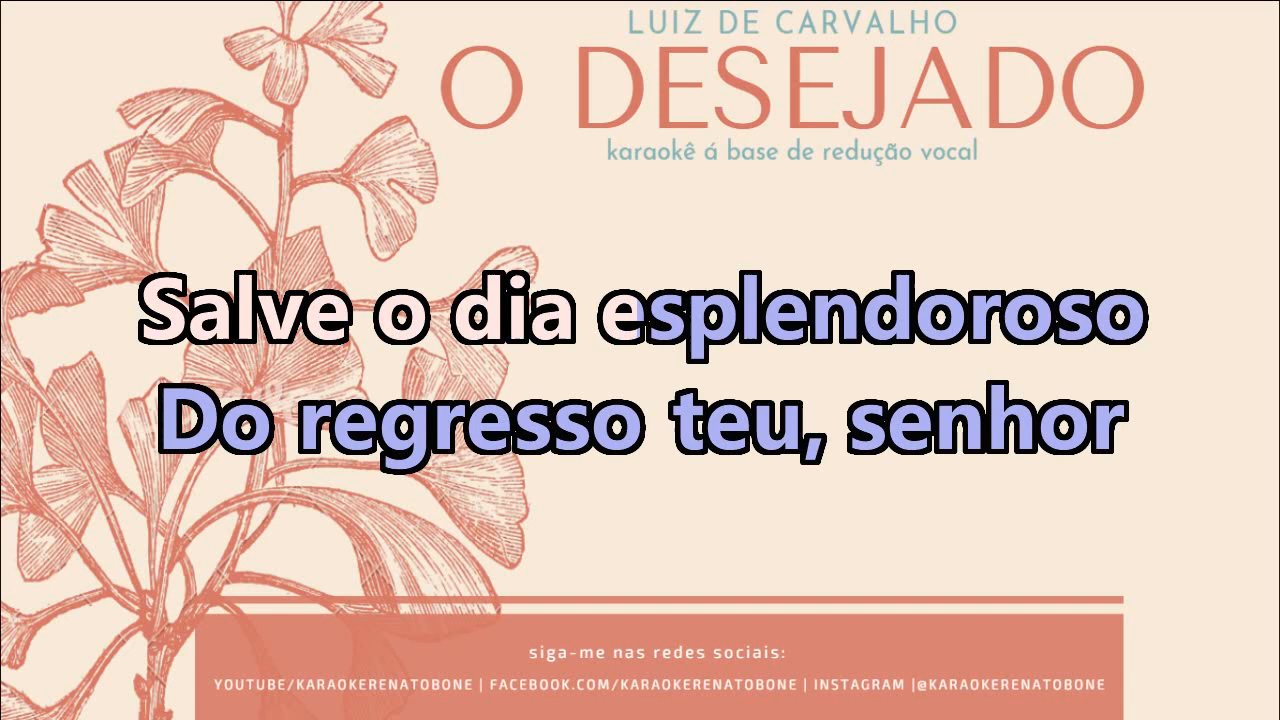 LUIZ DE CARVALHO
O DESEJADO
karaokê á base de redução vocal
Salve o dia esplendoroso
Do regresso teu, senhor
siga-me nas redes sociais:
YOUTUBE/KARAOKERENATOBONE | FACEBOOK.COM/KARAOKERENATOBONE | INSTAGRAM |@KARAOKERENATOBONE